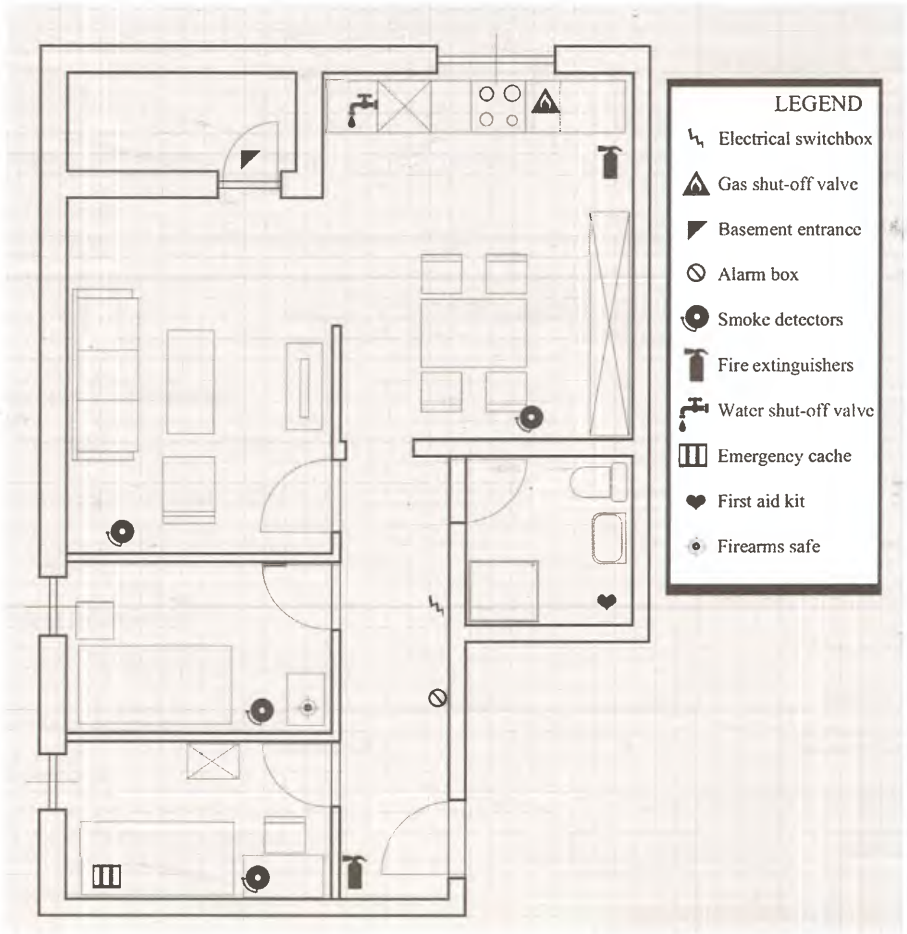 LEGEND
Electrical switchbox
Gas shut-off valve
Basement entrance
Alarm box
Smoke detectors
Fire extinguishers
Water shut-off valve
Emergency cache
First aid kit
Firearms safe